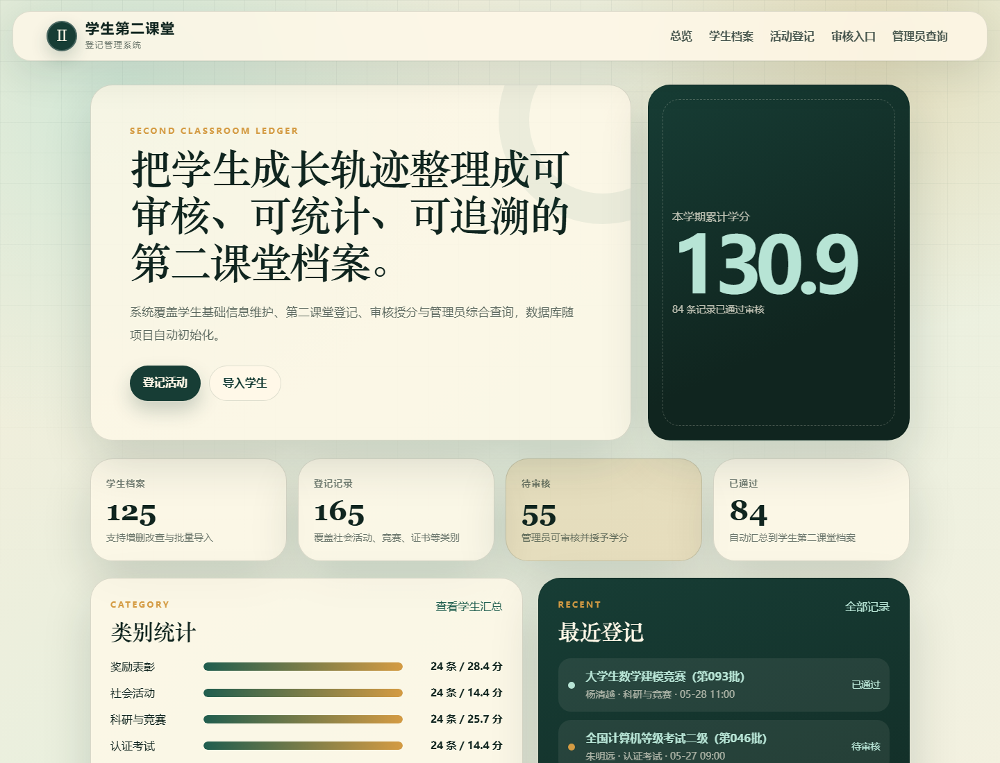 Ⅱ
学生第二课堂
登记管理系统
总览 学生档案 活动登记 审核入口 管理员查询
SECOND CLASSROOM LEDGER
把学生成长轨迹整理成可
审核、可统计、可追溯的
第二课堂档案。
系统覆盖学生基础信息维护、第二课堂登记、审核授分与管理员综合查询，数据库随
项目自动初始化。
登记活动 导入学生
本学期累计学分
130.9
84 条记录已通过审核
学生档案
125
支持增删改查与批量导入
登记记录
165
覆盖社会活动、竞赛、证书等类别
待审核
55
管理员可审核并授予学分
已通过
84
自动汇总到学生第二课堂档案
CATEGORY
类别统计
查看学生汇总
奖励表彰 24 条 / 28.4 分
社会活动 24 条 / 14.4 分
科研与竞赛 24 条 / 25.7 分
认证考试 24 条 / 14.4 分
RECENT
最近登记
全部记录
大学生数学建模竞赛（第093批）
杨清越 · 科研与竞赛 · 05-28 11:00
已通过
全国计算机等级考试二级（第046批）
朱明远 · 认证考试 · 05-27 09:00
待审核